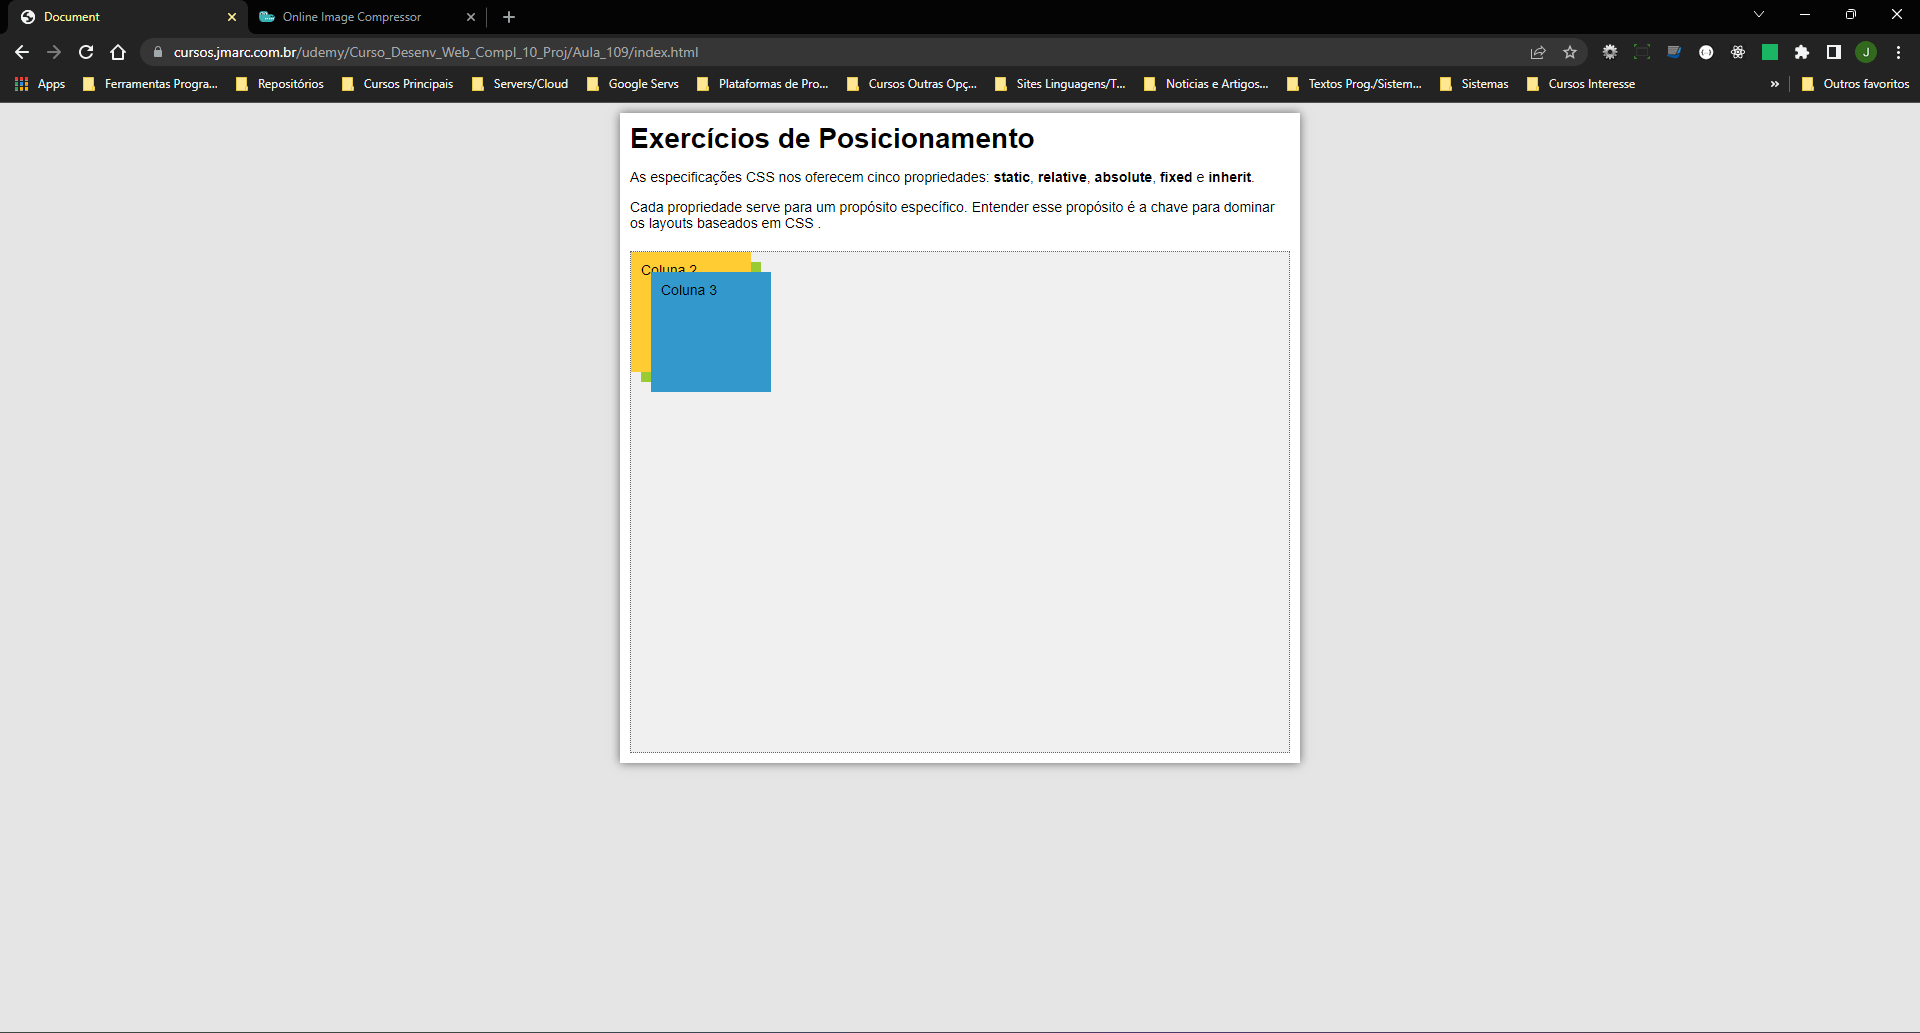 Document
Online Image Compressor
cursos.jmarc.com.br/udemy/Curso_Desenv_Web_Compl_10_Proj/Aula_109/index.html
J
Apps
Ferramentas Progra...
Repositórios
Cursos Principais
Servers/Cloud
Google Servs
Plataformas de Pro...
Cursos Outras Opç...
Sites Linguagens/T...
Noticias e Artigos...
Textos Prog./Sistem...
Sistemas
Cursos Interesse
»
Outros favoritos
Exercícios de Posicionamento
As especificações CSS nos oferecem cinco propriedades: static, relative, absolute, fixed e inherit.
Cada propriedade serve para um propósito específico. Entender esse propósito é a chave para dominar
os layouts baseados em CSS .
Coluna 2
Coluna 3